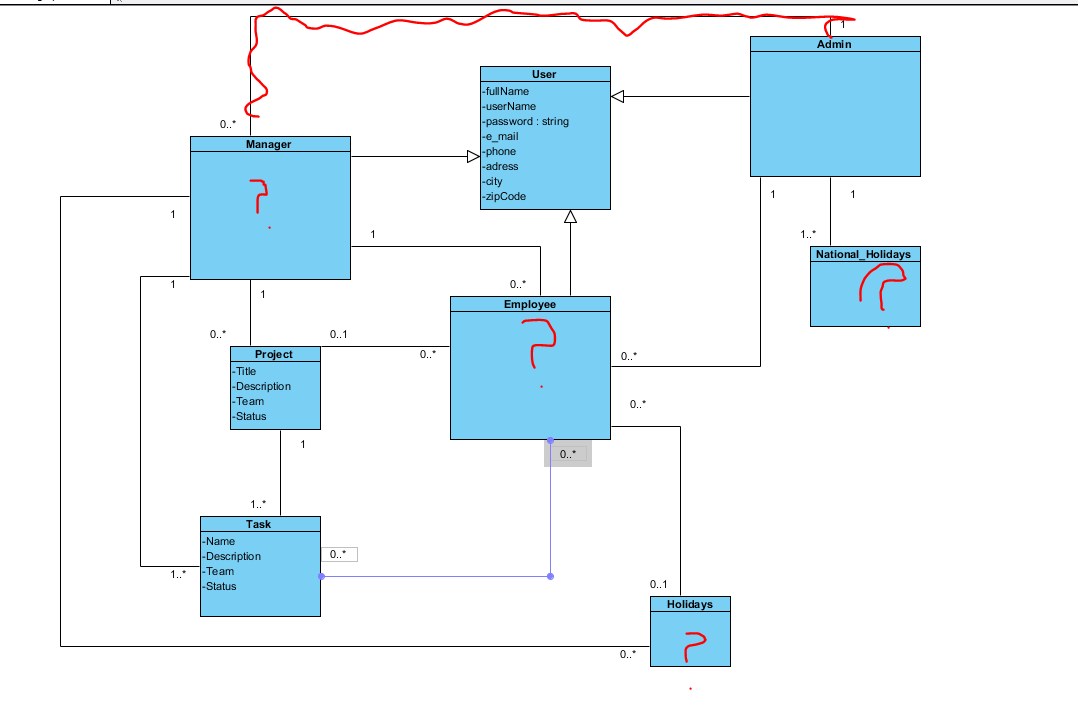 1
Admin
User
-fullName
-userName
-password : string
-e_mail
-phone
-adress
-city
-zipCode
0..*
Manager
?
1
1
1
1
0..*
1
1
1..*
National_Holidays
?
Employee
?
0..*
0..1
0..*
0..*
0..*
0..*
Project
-Title
-Description
-Team
-Status
1
1..*
Task
-Name
-Description
-Team
-Status
0..*
1..*
0..1
Holidays
?
0..*